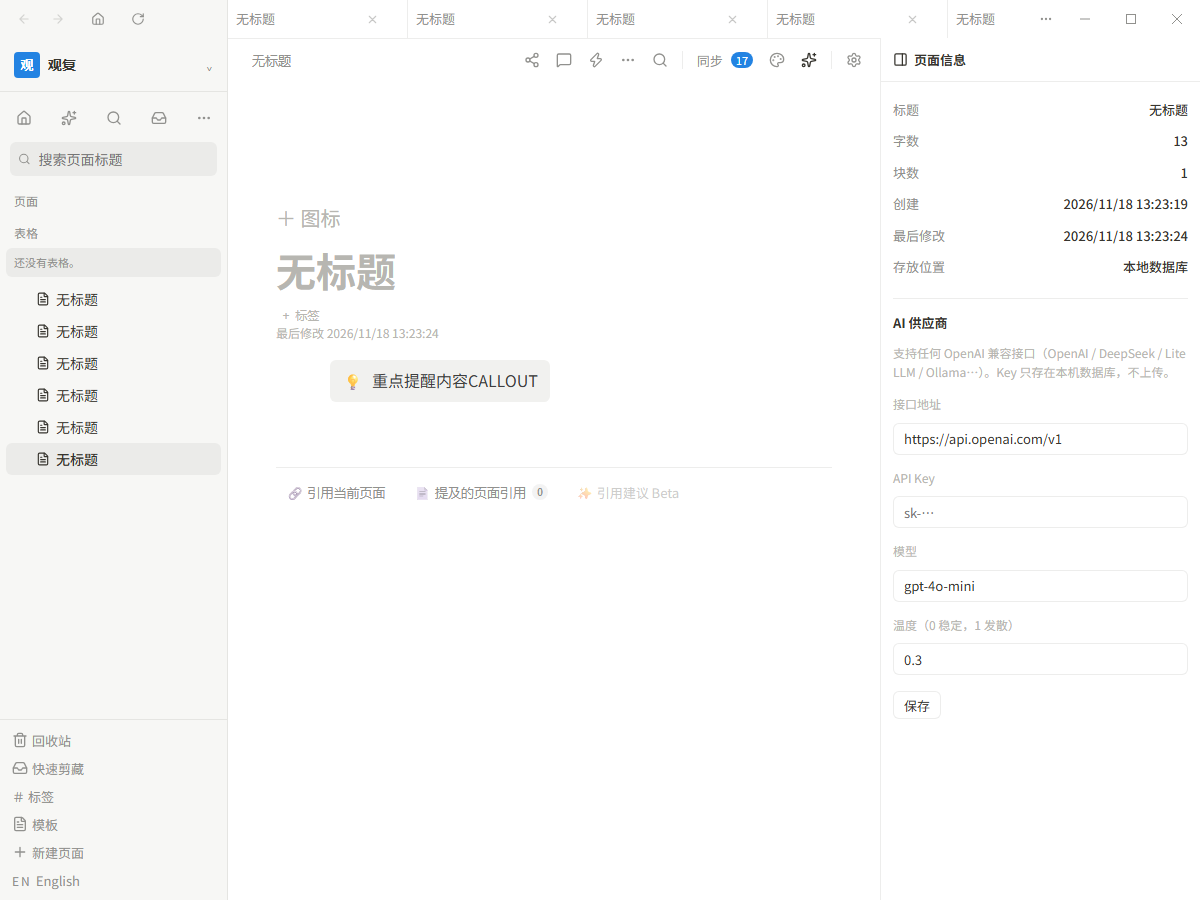 无标题
无标题
无标题
无标题
无标题
观 观复
搜索页面标题
页面
表格
还没有表格。
无标题
无标题
无标题
无标题
无标题
无标题
回收站
快速剪藏
# 标签
模板
新建页面
EN English
无标题
同步 17
+ 图标
无标题
+ 标签
最后修改 2026/11/18 13:23:24
💡 重点提醒内容CALLOUT
引用当前页面 提及的页面引用 0 引用建议 Beta
页面信息
标题 无标题
字数 13
块数 1
创建 2026/11/18 13:23:19
最后修改 2026/11/18 13:23:24
存放位置 本地数据库
AI 供应商
支持任何 OpenAI 兼容接口（OpenAI / DeepSeek / Lite
LLM / Ollama…）。Key 只存在本机数据库，不上传。
接口地址
https://api.openai.com/v1
API Key
sk-…
模型
gpt-4o-mini
温度（0 稳定，1 发散）
0.3
保存